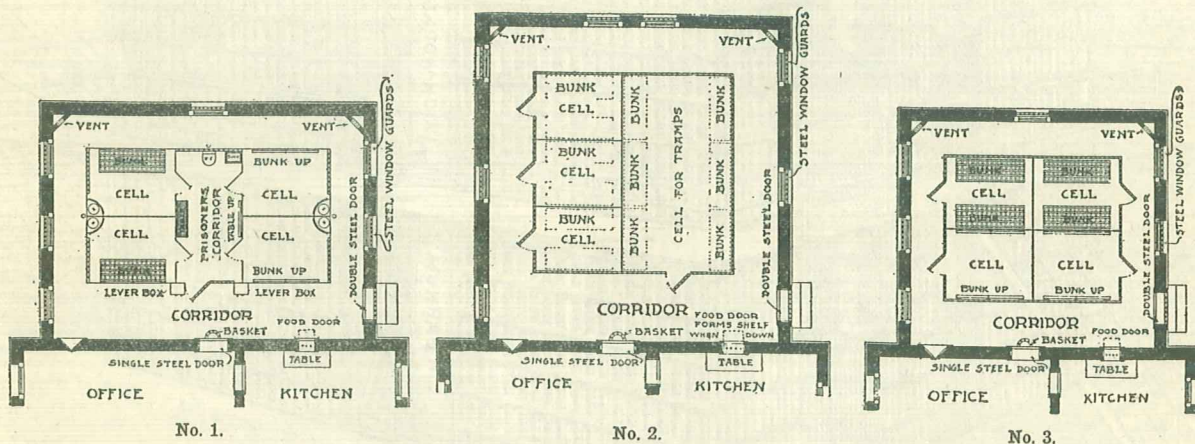 VENT
VENT
BUNK
BUNK UP
CELL
CELL
PRISONERS
CORRIDOR
TABLE UP
CELL
CELL
BUNK
BUNK UP
LEVER BOX
LEVER BOX
STEEL WINDOW GUARDS
DOUBLE STEEL DOOR
CORRIDOR
BASKET
FOOD DOOR
SINGLE STEEL DOOR
TABLE
OFFICE
KITCHEN
No. 1.
VENT
VENT
BUNK
CELL
BUNK
CELL
BUNK
CELL
BUNK
BUNK
BUNK
CELL FOR TRAMPS
BUNK
BUNK
BUNK
STEEL WINDOW GUARDS
DOUBLE STEEL DOOR
CORRIDOR
BASKET
FOOD DOOR
FORMS SHELF
WHEN DOWN
SINGLE STEEL DOOR
TABLE
OFFICE
KITCHEN
No. 2.
VENT
VENT
BUNK
BUNK
CELL
CELL
BUNK
BUNK
CELL
CELL
BUNK UP
BUNK UP
STEEL WINDOW GUARDS
DOUBLE STEEL DOOR
CORRIDOR
BASKET
FOOD DOOR
SINGLE STEEL DOOR
TABLE
OFFICE
KITCHEN
No. 3.